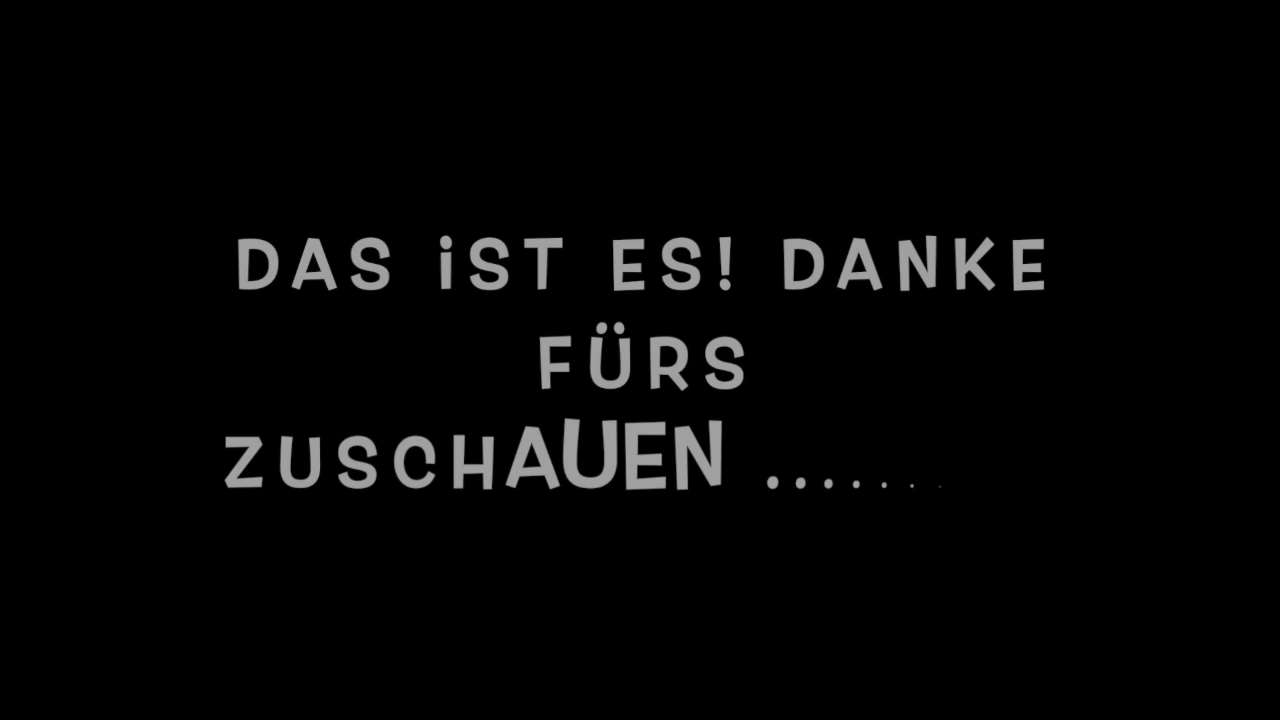 DAS iST ES! DANKE
FÜRS
ZUSCHAUEN .......